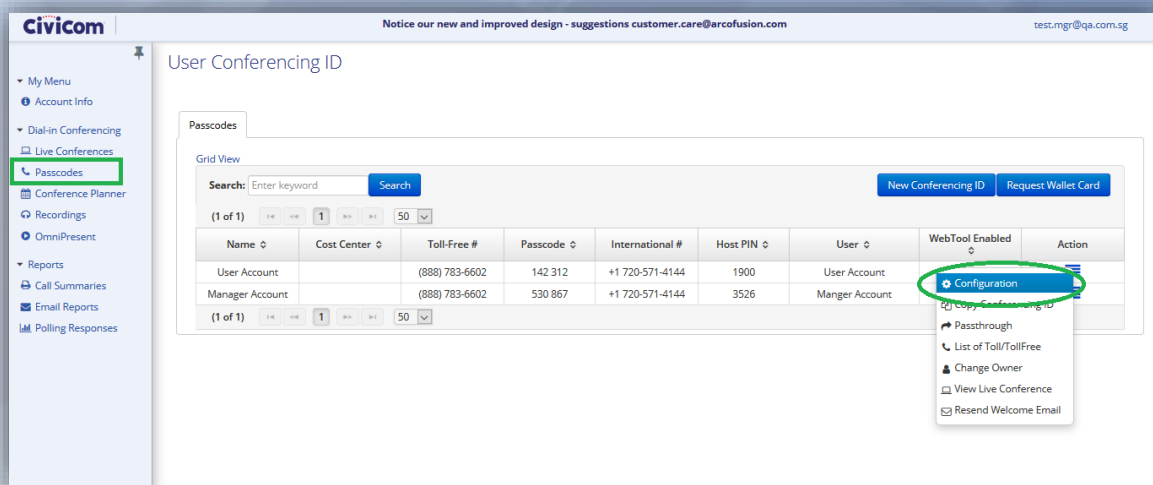 Civicom
Notice our new and improved design - suggestions customer.care@arcofusion.com
test.mgr@qa.com.sg
User Conferencing ID
My Menu
Account Info
Dial-in Conferencing
Live Conferences
Passcodes
Conference Planner
Recordings
OmniPresent
Reports
Call Summaries
Email Reports
Polling Responses
Passcodes
Grid View
Search: Enter keyword Search New Conferencing ID Request Wallet Card
(1 of 1) 1 50
Name Cost Center Toll-Free # Passcode International # Host PIN User WebTool Enabled Action
User Account (888) 783-6602 142 312 +1 720-571-4144 1900 User Account
Manager Account (888) 783-6602 530 867 +1 720-571-4144 3526 Manger Account
(1 of 1) 1 50
Configuration
Copy Conferencing ID
Passthrough
List of Toll/TollFree
Change Owner
View Live Conference
Resend Welcome Email